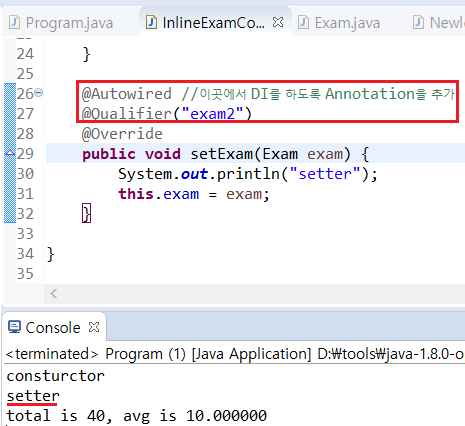 Program.java InlineExamCo... Exam.java Newle
23
24 }
25
26 @Autowired //이곳에서 DI를 하도록 Annotation을 추가
27 @Qualifier("exam2")
28 @Override
29 public void setExam(Exam exam) {
30 System.out.println("setter");
31 this.exam = exam;
32 }
33
34 }
35
Console
<terminated> Program (1) [Java Application] D:₩tools₩java-1.8.0-o
consturctor
setter
total is 40, avg is 10.000000